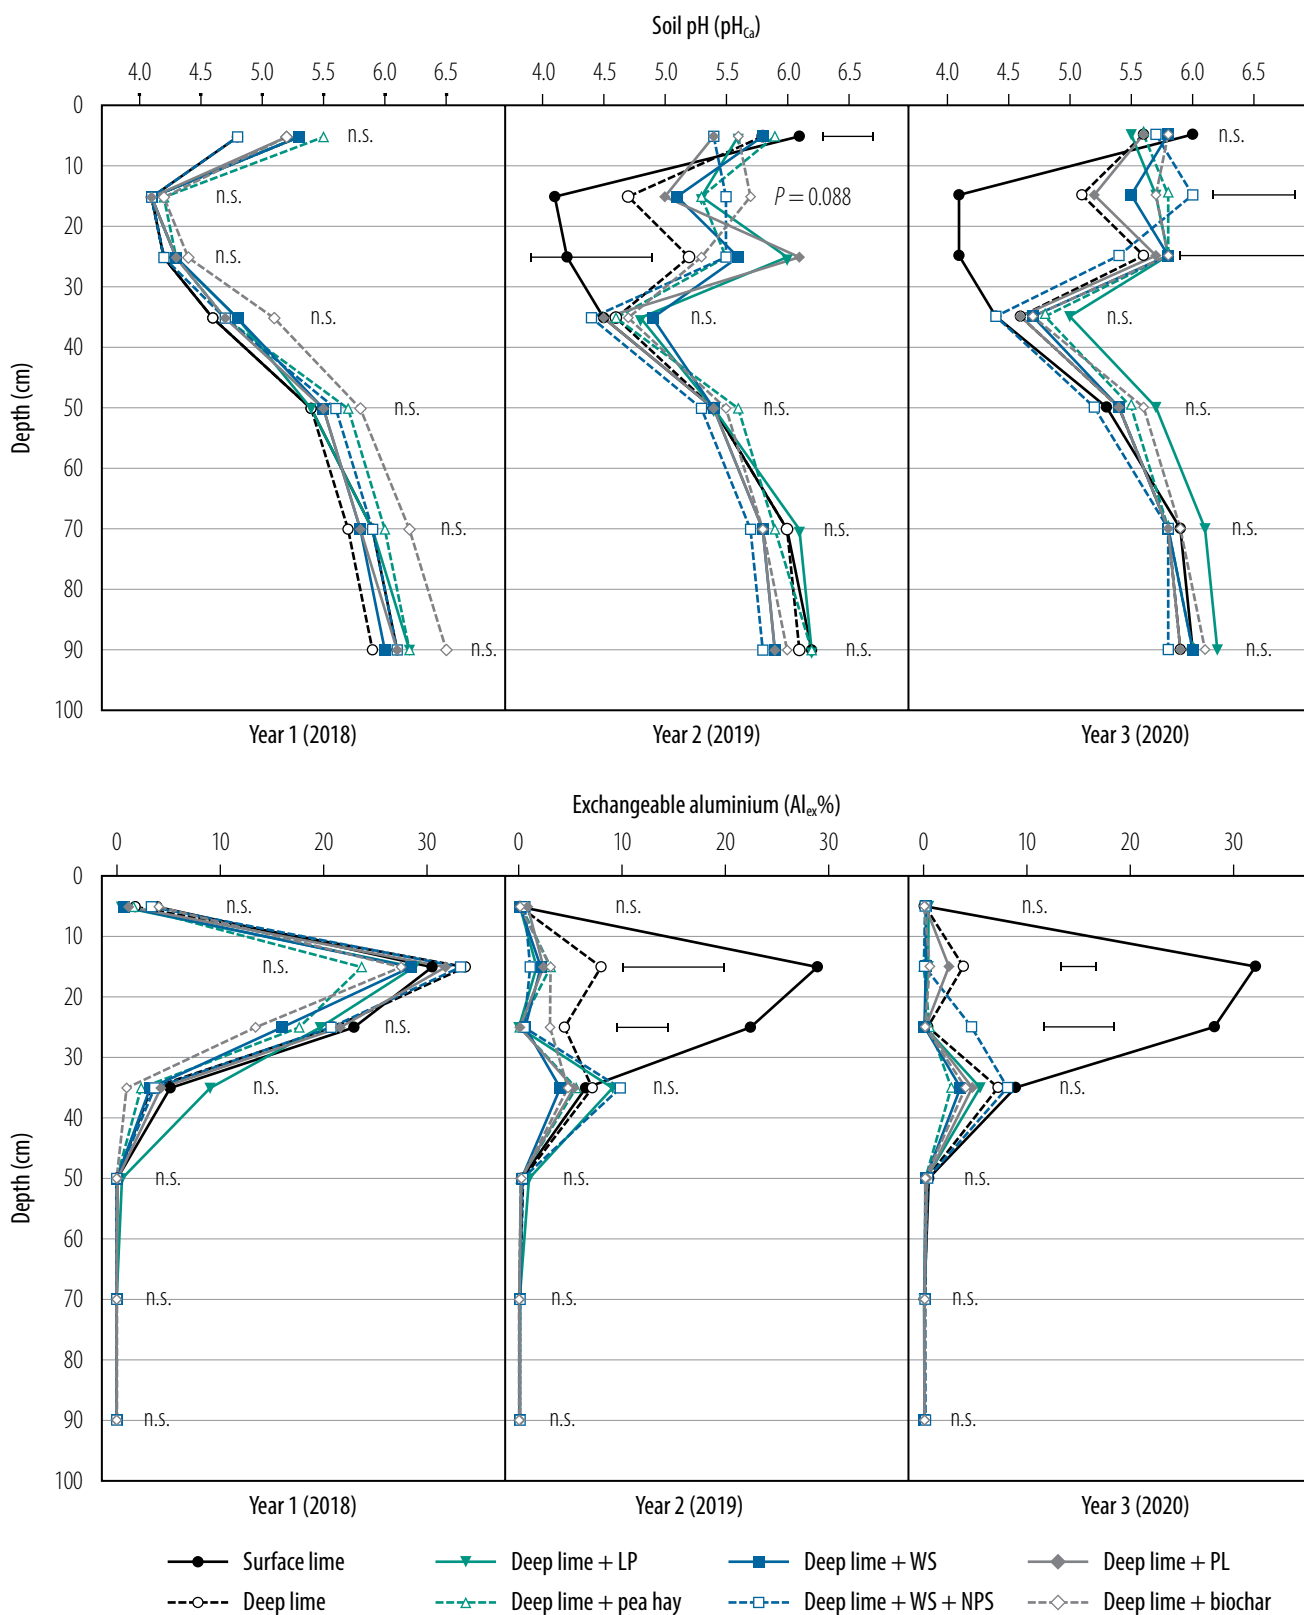 Soil pH (pHCa)
4.0 4.5 5.0 5.5 6.0 6.5 4.0 4.5 5.0 5.5 6.0 6.5 4.0 4.5 5.0 5.5 6.0 6.5
0
n.s. n.s.
10
n.s. P = 0.088
20
n.s.
30
n.s. n.s. n.s.
40
Depth (cm)
50 n.s. n.s. n.s.
60
70 n.s. n.s. n.s.
80
90 n.s. n.s. n.s.
100
Year 1 (2018) Year 2 (2019) Year 3 (2020)
Exchangeable aluminium (Alex%)
0 10 20 30 0 10 20 30 0 10 20 30
0
n.s. n.s. n.s.
10
n.s.
20
n.s.
30
n.s. n.s. n.s.
40
Depth (cm)
50 n.s. n.s. n.s.
60
70 n.s. n.s. n.s.
80
90 n.s. n.s. n.s.
100
Year 1 (2018) Year 2 (2019) Year 3 (2020)
Surface lime Deep lime + LP Deep lime + WS Deep lime + PL
Deep lime Deep lime + pea hay Deep lime + WS + NPS Deep lime + biochar